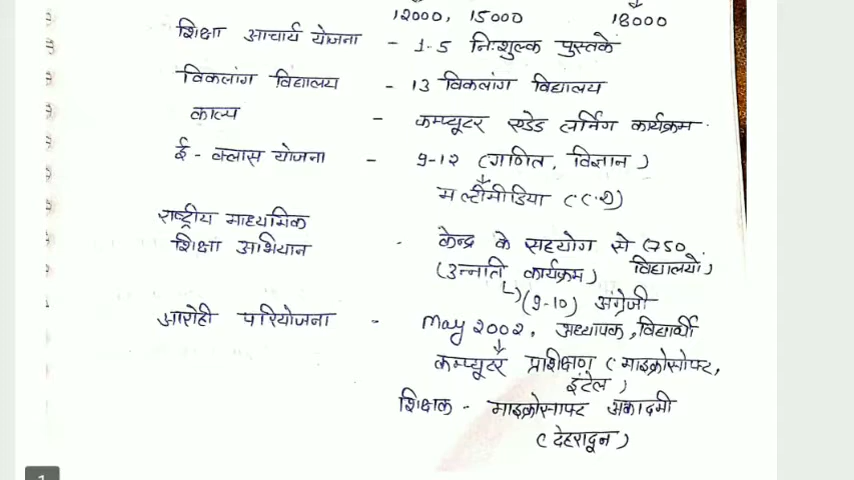 12000, 15000 18000
शिक्षा आचार्य योजना - 1-5 निःशुल्क पुस्तके
विकलांग विद्यालय - 13 विकलांग विद्यालय
काल्प - कम्प्यूटर एडेड लर्निग कार्यक्रम
ई-क्लास योजना - 9-12 (गणित, विज्ञान)
मल्टीमीडिया
राष्ट्रीय माध्यमिक
शिक्षा अभियान - केन्द्र के सहयोग से (750
(उन्नाति कार्यक्रम) विद्यालयों)
(9-10) अंग्रेजी
आरोही परियोजना - May 2002, अध्यापक, विद्यार्थी
कम्प्यूटर प्रशिक्षण (माइक्रोसोफ्ट,
इंटेल)
शिक्षक - माइक्रोसाफ्ट अकादमी
(देहरादून)
1